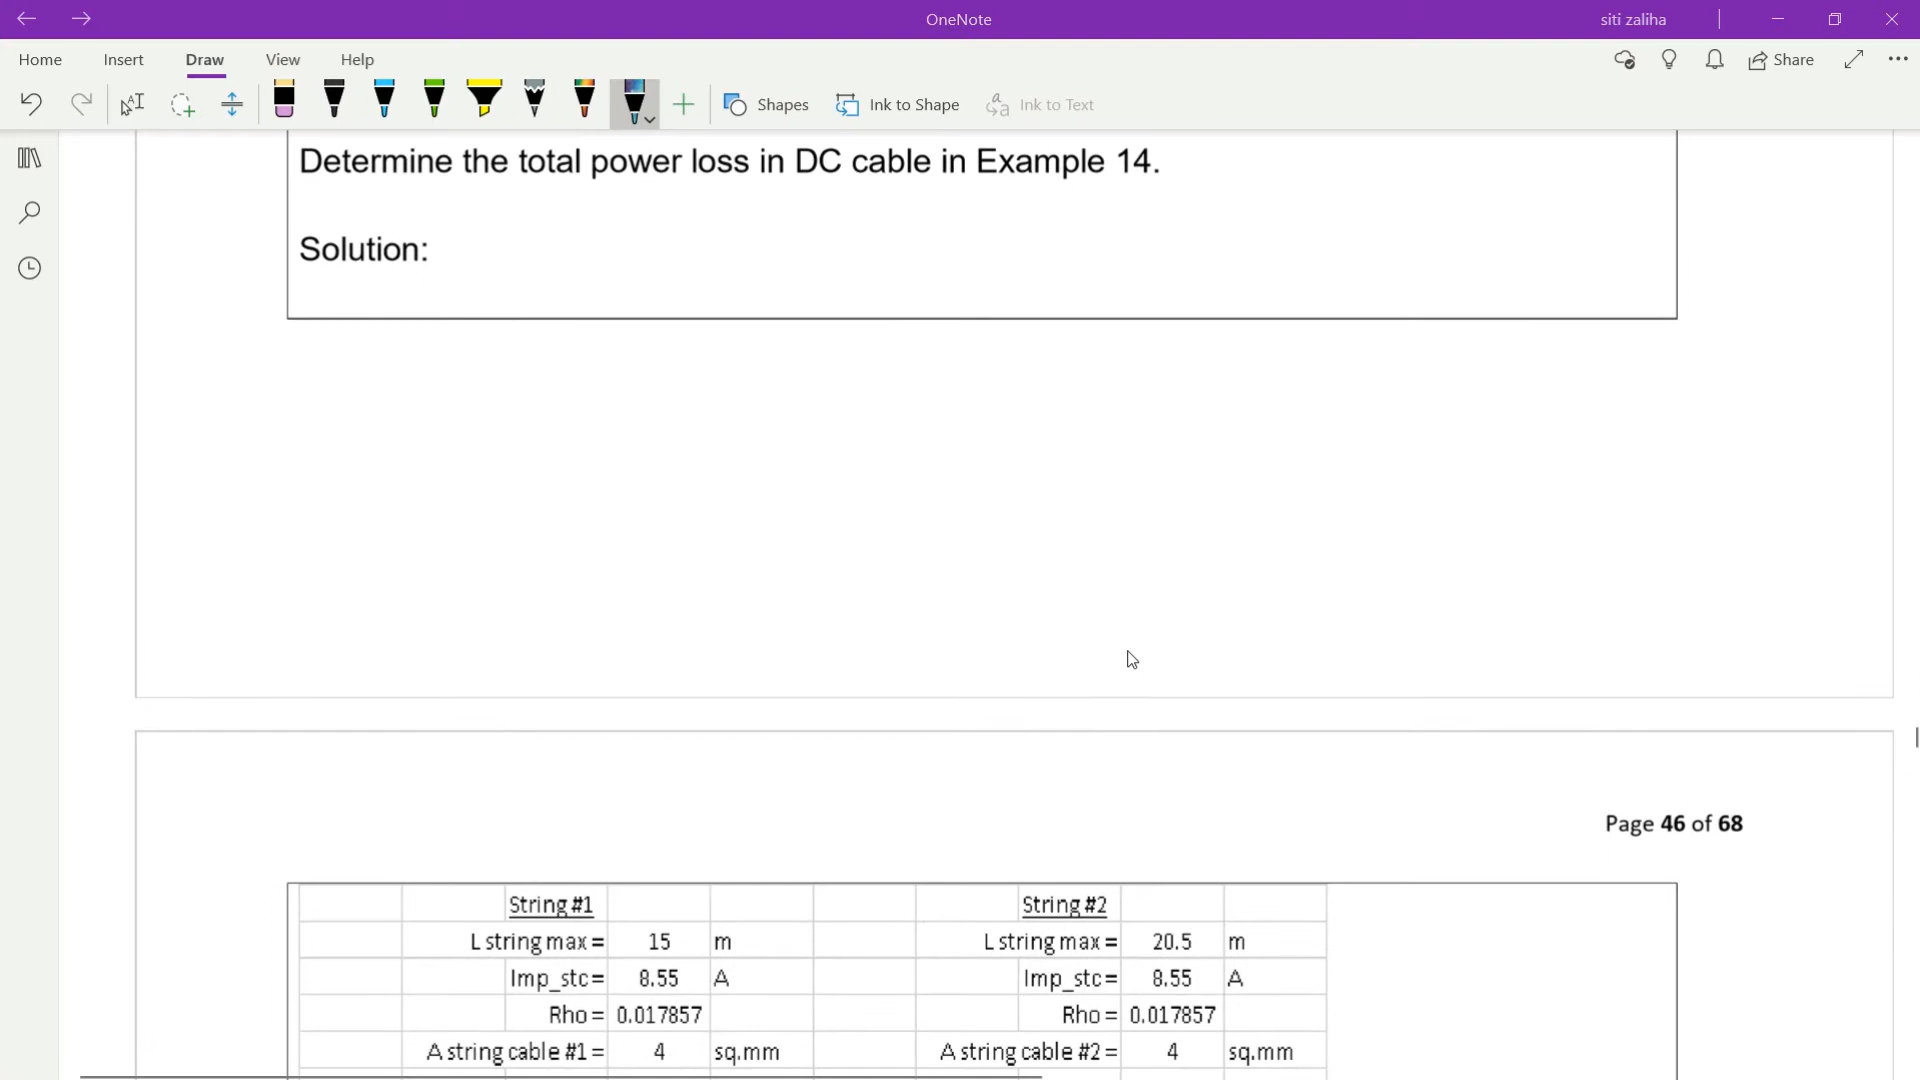 OneNote
siti zaliha
Home Insert Draw View Help
Share
Shapes Ink to Shape Ink to Text
Determine the total power loss in DC cable in Example 14.
Solution:
Page 46 of 68
String #1 String #2
L string max = 15 m L string max = 20.5 m
Imp_stc= 8.55 A Imp_stc= 8.55 A
Rho = 0.017857 Rho = 0.017857
A string cable #1 = 4 sq.mm A string cable #2 = 4 sq.mm